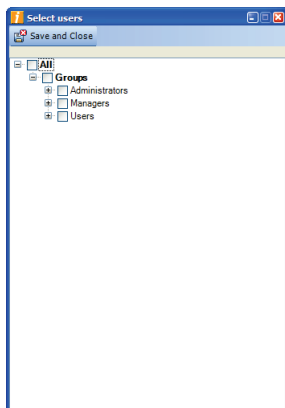 Select users
Save and Close
All
Groups
Administrators
Managers
Users